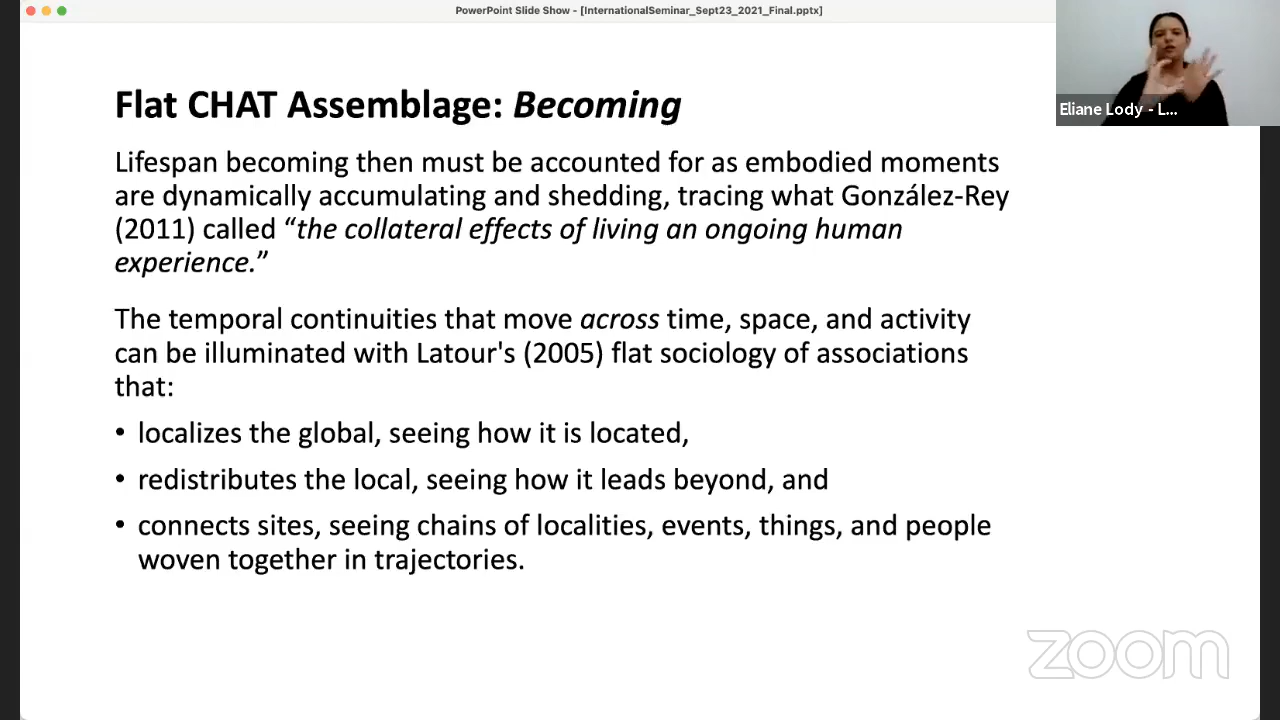 PowerPoint Slide Show - [InternationalSeminar_Sept23_2021_Final.pptx]
Eliane Lody - L...
Flat CHAT Assemblage: Becoming
Lifespan becoming then must be accounted for as embodied moments
are dynamically accumulating and shedding, tracing what González-Rey
(2011) called “the collateral effects of living an ongoing human
experience.”
The temporal continuities that move across time, space, and activity
can be illuminated with Latour's (2005) flat sociology of associations
that:
• localizes the global, seeing how it is located,
• redistributes the local, seeing how it leads beyond, and
• connects sites, seeing chains of localities, events, things, and people
woven together in trajectories.
zoom